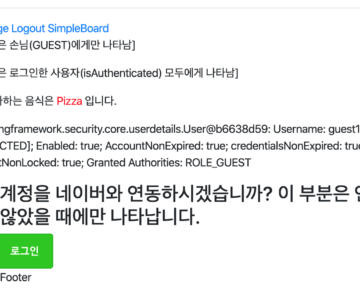 ge Logout SimpleBoard
은 손님(GUEST)에게만 나타남]
은 로그인한 사용자(isAuthenticated) 모두에게 나타남]
하는 음식은 Pizza 입니다.
ngframework.security.core.userdetails.User@b6638d59: Username: guest1
CTED]; Enabled: true; AccountNonExpired: true; credentialsNonExpired: true
tNonLocked: true; Granted Authorities: ROLE_GUEST
계정을 네이버와 연동하시겠습니까? 이 부분은
않았을 때에만 나타납니다.
로그인
Footer